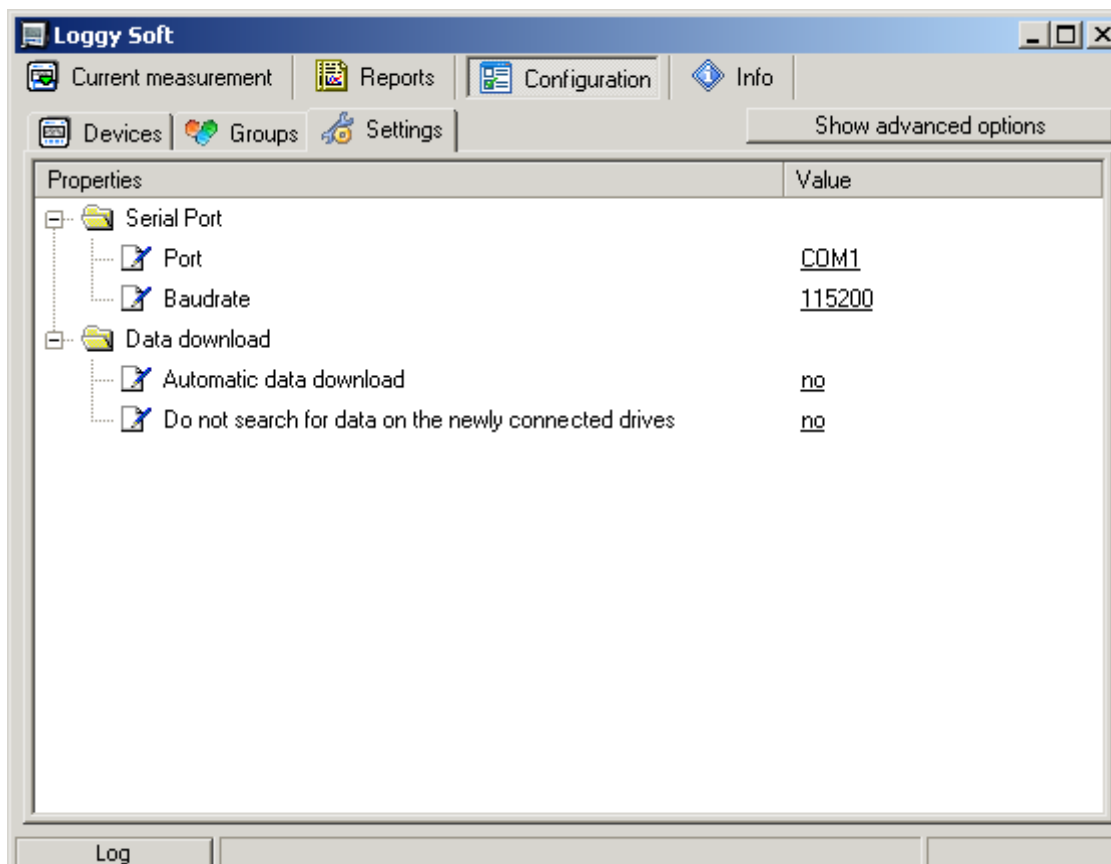 Loggy Soft
Current measurement Reports Configuration Info
Devices Groups Settings Show advanced options
Properties Value
Serial Port
Port COM1
Baudrate 115200
Data download
Automatic data download no
Do not search for data on the newly connected drives no
Log